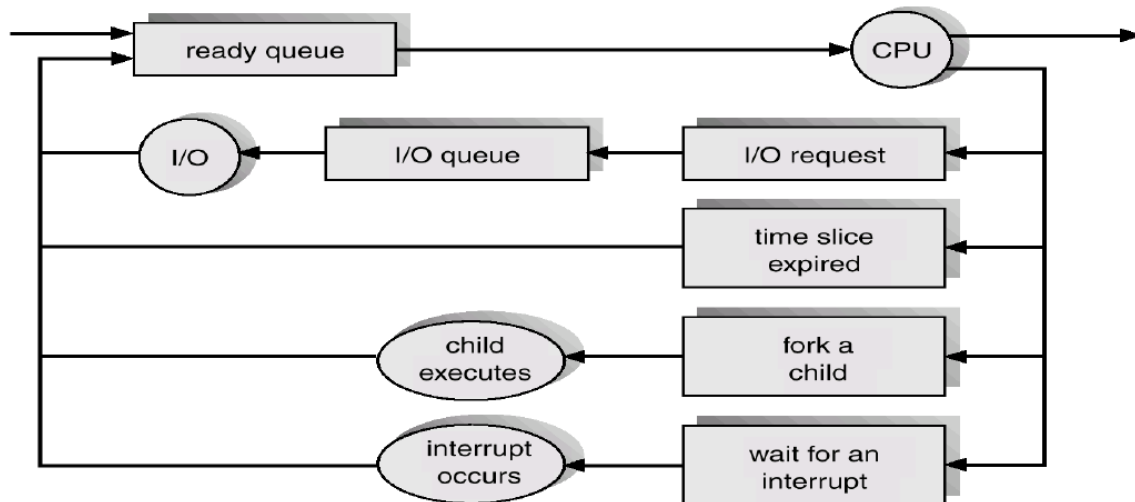 ready queue
CPU
I/O
I/O queue
I/O request
time slice
expired
child
executes
fork a
child
interrupt
occurs
wait for an
interrupt